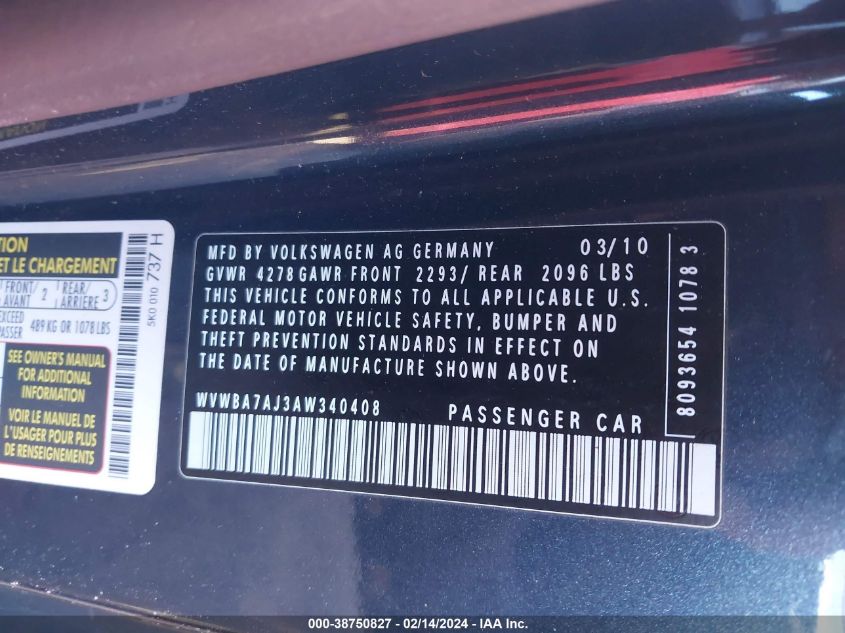 TION
ET LE CHARGEMENT
FRONT/ AVANT 2 REAR/ ARRIÈRE 3
EXCEED
PASSER 489 KG OR 1078 LBS
SEE OWNER'S MANUAL
FOR ADDITIONAL
INFORMATION
VOIR LE MANUEL DE
L'USAGER POUR PLUS
DE RENSEIGNEMENTS
5K0 010 737 H
MFD BY VOLKSWAGEN AG GERMANY 03/10
GVWR 4278 GAWR FRONT 2293/ REAR 2096 LBS
THIS VEHICLE CONFORMS TO ALL APPLICABLE U.S.
FEDERAL MOTOR VEHICLE SAFETY, BUMPER AND
THEFT PREVENTION STANDARDS IN EFFECT ON
THE DATE OF MANUFACTURE SHOWN ABOVE.
WVWBA7AJ3AW340408 PASSENGER CAR
8093654 1078 3
000-38750827 - 02/14/2024 - IAA Inc.